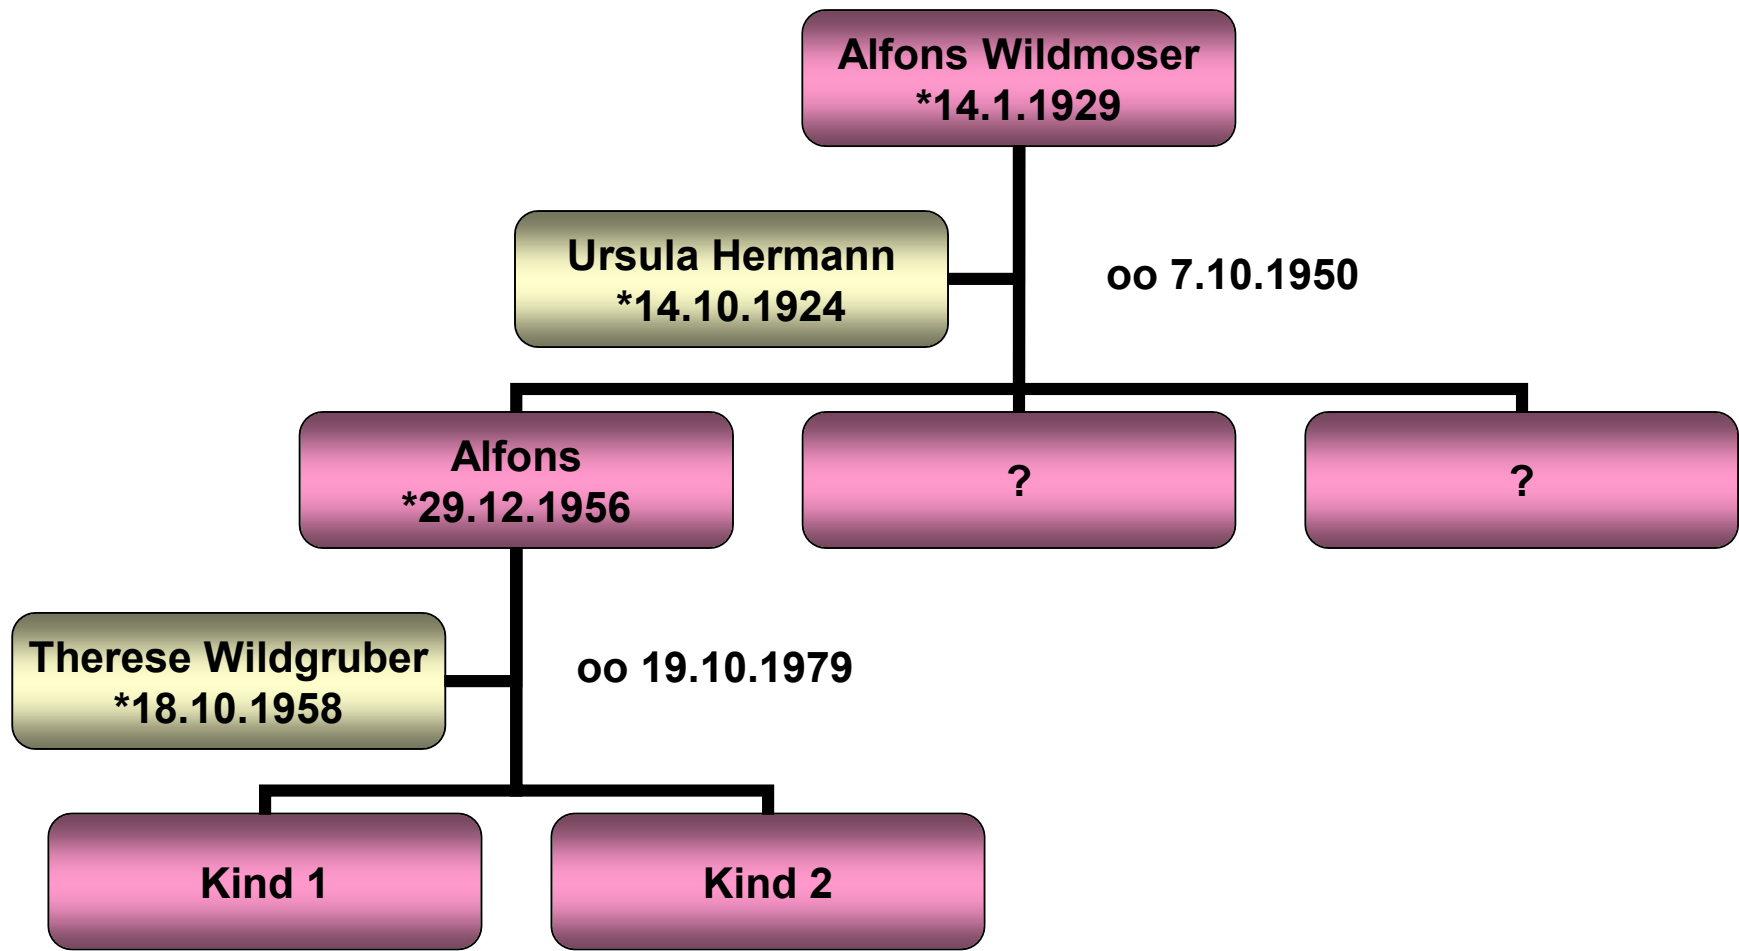 Alfons Wildmoser
*14.1.1929
Ursula Hermann
*14.10.1924
oo 7.10.1950
Alfons
*29.12.1956
?
?
Therese Wildgruber
*18.10.1958
oo 19.10.1979
Kind 1
Kind 2